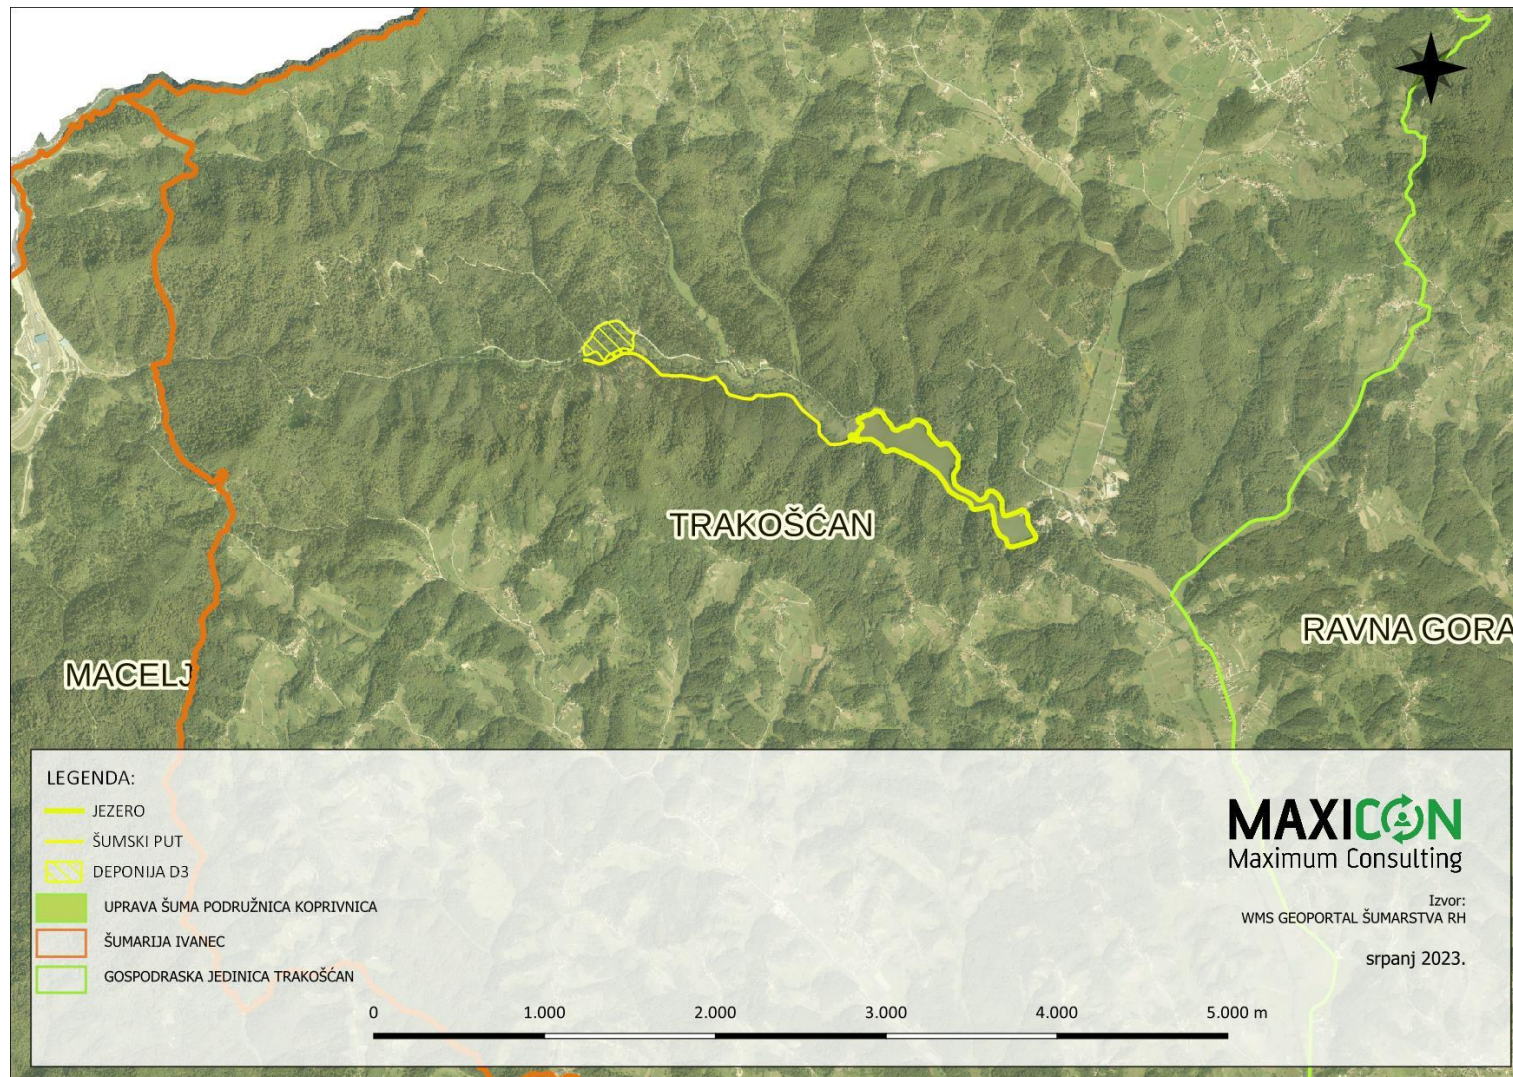 TRAKOŠĆAN
RAVNA GORA
MACELJ
LEGENDA:
JEZERO
ŠUMSKI PUT
DEPONIJA D3
UPRAVA ŠUMA PODRUŽNICA KOPRIVNICA
ŠUMARIJA IVANEC
GOSPODRASKA JEDINICA TRAKOŠĆAN
MAXICON
Maximum Consulting
Izvor:
WMS GEOPORTAL ŠUMARSTVA RH
srpanj 2023.
0 1.000 2.000 3.000 4.000 5.000 m